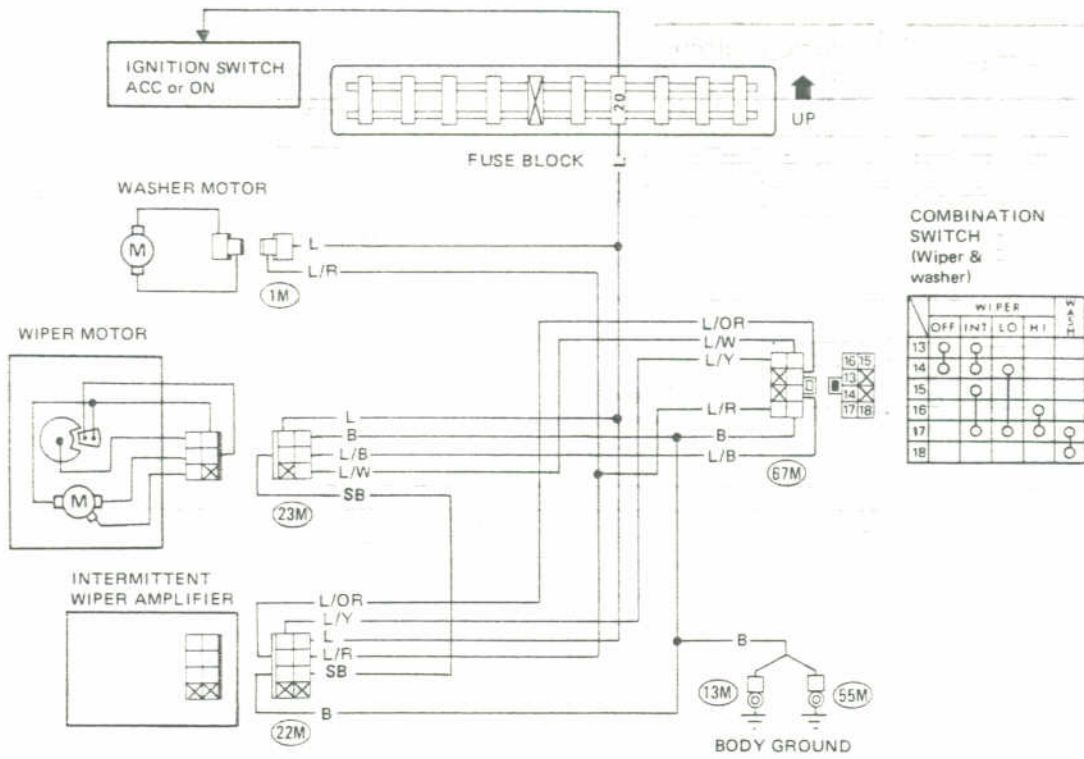 IGNITION SWITCH
ACC or ON
20
UP
FUSE BLOCK
L
WASHER MOTOR
M
L
L/R
1M
COMBINATION
SWITCH
(Wiper &
washer)
WIPER
WASH
OFF INT LO HI
13
14
15
16
17
18
WIPER MOTOR
M
L/OR
L/W
L/Y
L/R
B
L/B
67M
16 15
13
14
17 18
L
B
L/B
L/W
SB
23M
INTERMITTENT
WIPER AMPLIFIER
L/OR
L/Y
L
L/R
SB
B
22M
B
13M
55M
BODY GROUND